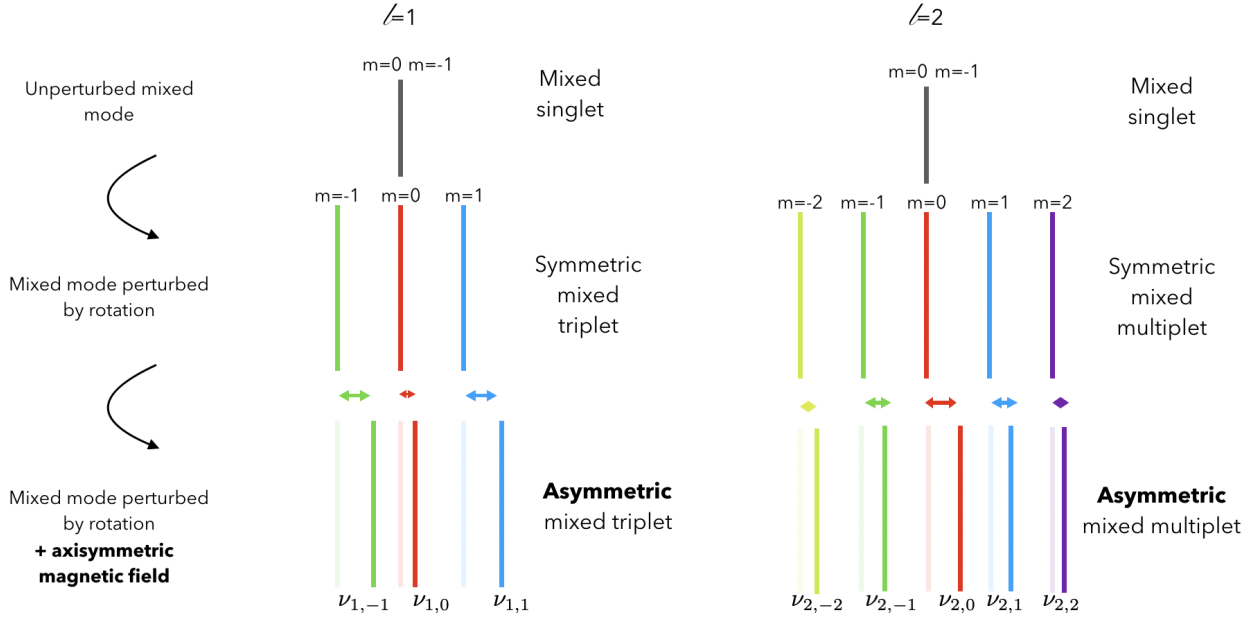 ℓ=1
ℓ=2
Unperturbed mixed
mode
m=0 m=-1
Mixed
singlet
m=0 m=-1
Mixed
singlet
m=-1 m=0 m=1
m=-2 m=-1 m=0 m=1 m=2
Mixed mode perturbed
by rotation
Symmetric
mixed
triplet
Symmetric
mixed
multiplet
Mixed mode perturbed
by rotation
+ axisymmetric
magnetic field
Asymmetric
mixed triplet
Asymmetric
mixed multiplet
ν1,−1 ν1,0 ν1,1
ν2,−2 ν2,−1 ν2,0 ν2,1 ν2,2